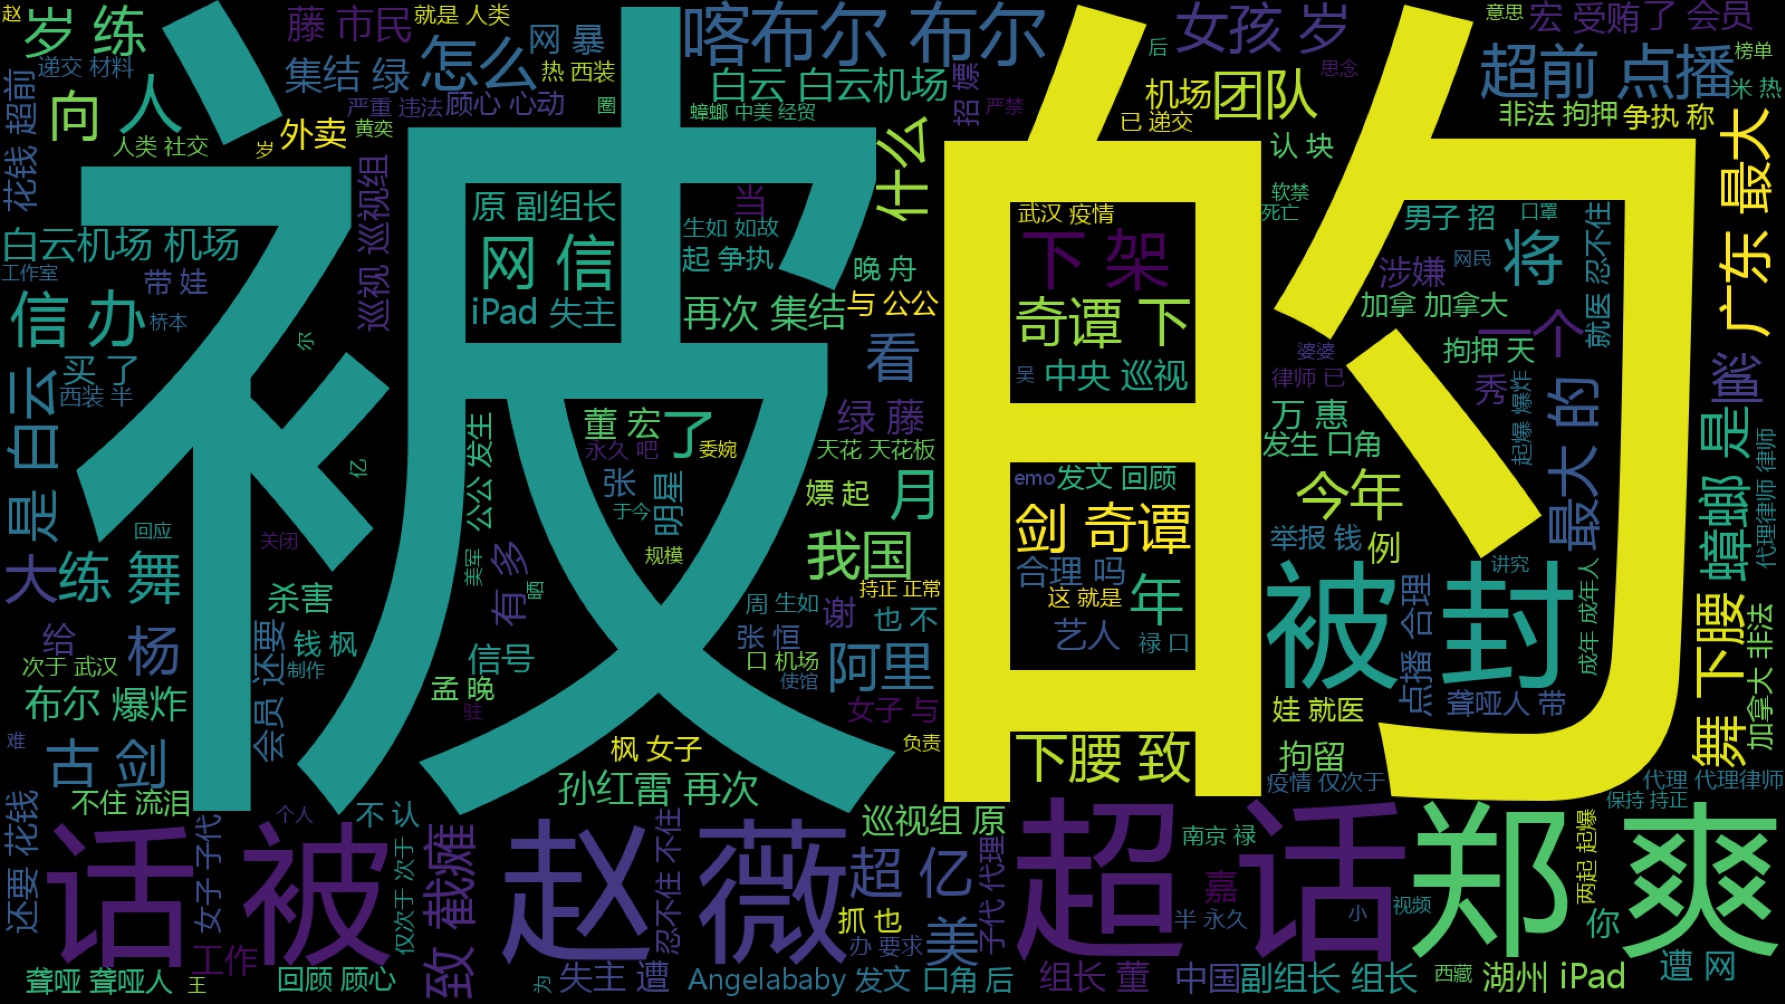 赵
岁 练
藤 市民
就是 人类
喀布尔 布尔
女孩 岁
意思
宏 受贿
了 会员
递交 材料
集结 绿
怎么
网 暴
后
超前 点播
榜单
热 西装
白云 白云机场
招 嫖
思念
米 热
超前
向 人
严重 违法
顾心 心动
圈
蟑螂 中美 经贸
严禁
机场
团队
非法 拘押
争执 称
已 递交
花钱
人类 社交
岁
外卖
黄奕
什么
认 块
广东 最大
被
的
巡视 巡视组
原 副组长
当
武汉 疫情
软禁
死亡
男子 招
口罩
忍不住
白云机场 机场
网 信
生如 如故
起 争执
下 架
涉嫌
网民
将
工作室
带 娃
iPad 失主
晚 舟
再次 集结
与 公公
奇谭 下
加拿 加拿大
一个
就医
信 办
桥本
尔
看
吴
中央 巡视
婆婆
律师 已
拘押 天
买 了
西装 半
鲨
秀
起爆 爆炸
最大 的
是 白云
董 宏
了
永久 吧
委婉
绿 藤
天花 天花板
万 惠
发生 口角
蟑螂 是
公公 发生
亿
张
于今
明星
嫖 起
月
emo
发文 回顾
今年
代理律师 律师
回应
关闭
规模
我国
剑 奇谭
举报 钱
例
大
练 舞
美军
有 多
晒
持正 正常
合理 吗
讲究
杀害
周 生如
谢
也 不
这 就是
年
被 封
点播 合理
成年 成年人
给
杨
会员 还要
钱 枫
制作
信号
张 恒
口 机场
使馆
阿里
艺人
禄 口
舞 下腰
加拿大 非法
次于 武汉
布尔 爆炸
孟 晚
驻
女子 与
娃 就医
聋哑人 带
难
古 剑
枫 女子
负责
下腰 致
拘留
不住 流泪
孙红雷 再次
疫情 仅次于
代理 代理律师
保持 持正
还要 花钱
话 被
女子 子代
个人
不 认
仅次于 次于
致 截瘫
赵 薇
忍不住 不住
巡视组 原
超 亿
子代 代理
超 话
南京 禄
郑 爽
两起 起爆
嘉
抓 也
办 要求
美
半 永久
小
视频
你
工作
聋哑 聋哑人
王
回顾 顾心
为
失主 遭
Angelababy 发文
口角 后
组长 董
中国
副组长 组长
西藏
湖州 iPad
遭 网